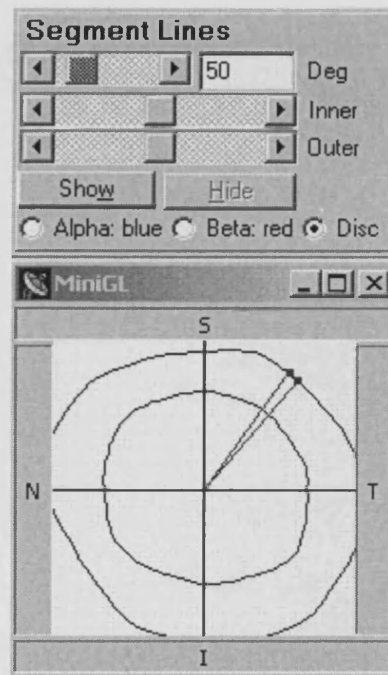 Segment Lines
50 Deg
Inner
Outer
Show Hide
Alpha: blue Beta: red Disc
MiniGL
S
N T
I